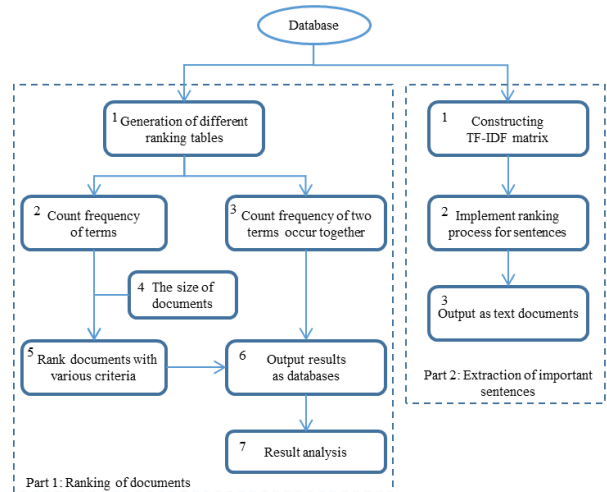 Database
1 Generation of different
ranking tables
2 Count frequency
of terms
3 Count frequency of two
terms occur together
4 The size of
documents
5 Rank documents with
various criteria
6 Output results
as databases
7 Result analysis
Part 1: Ranking of documents
1 Constructing
TF-IDF matrix
2 Implement ranking
process for sentences
3
Output as text documents
Part 2: Extraction of important
sentences